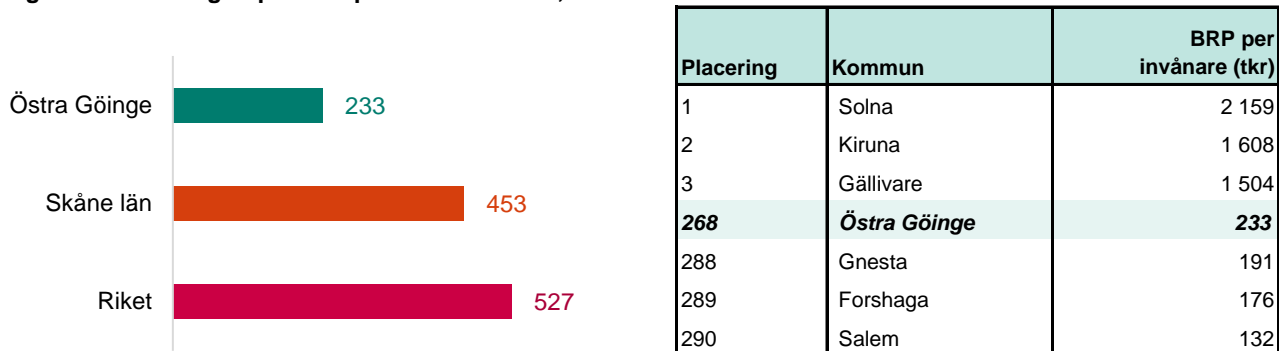 Östra Göinge 233
Skåne län 453
Riket 527
Placering Kommun BRP per invånare (tkr)
1 Solna 2 159
2 Kiruna 1 608
3 Gällivare 1 504
268 Östra Göinge 233
288 Gnesta 191
289 Forshaga 176
290 Salem 132